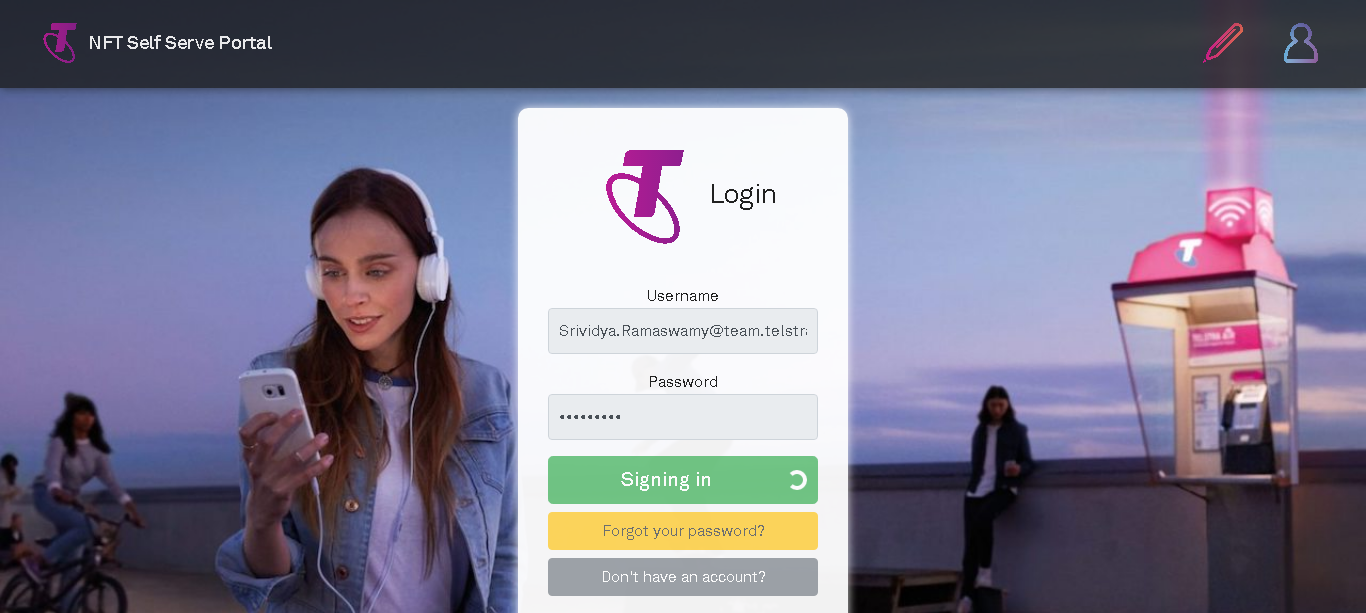 NFT Self Serve Portal
T
Login
Username
Srividya.Ramaswamy@team.telstr
Password
•••••••••
Signing in
Forgot your password?
Don't have an account?
T
TELSTRA